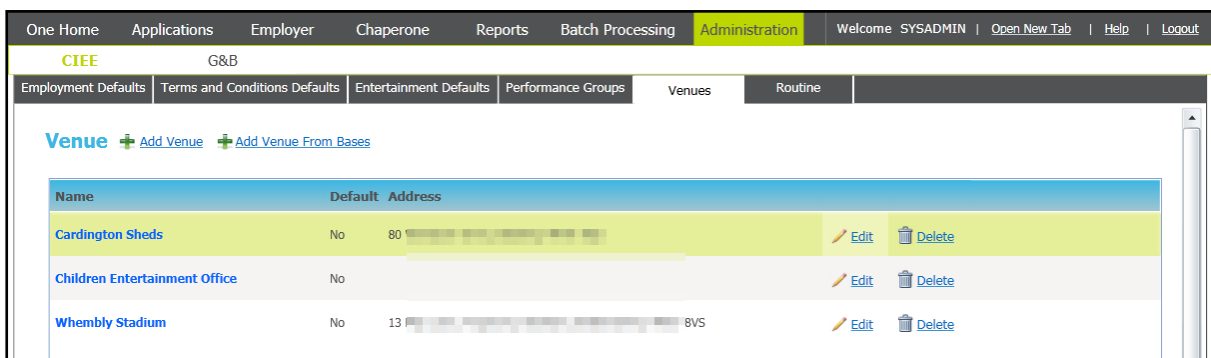 One Home Applications Employer Chaperone Reports Batch Processing Administration Welcome SYSADMIN | Open New Tab | Help | Logout
CIEE G&B
Employment Defaults Terms and Conditions Defaults Entertainment Defaults Performance Groups Venues Routine
Venue Add Venue Add Venue From Bases
Name Default Address
Cardington Sheds No 80 Edit Delete
Children Entertainment Office No Edit Delete
Whembly Stadium No 13 8VS Edit Delete